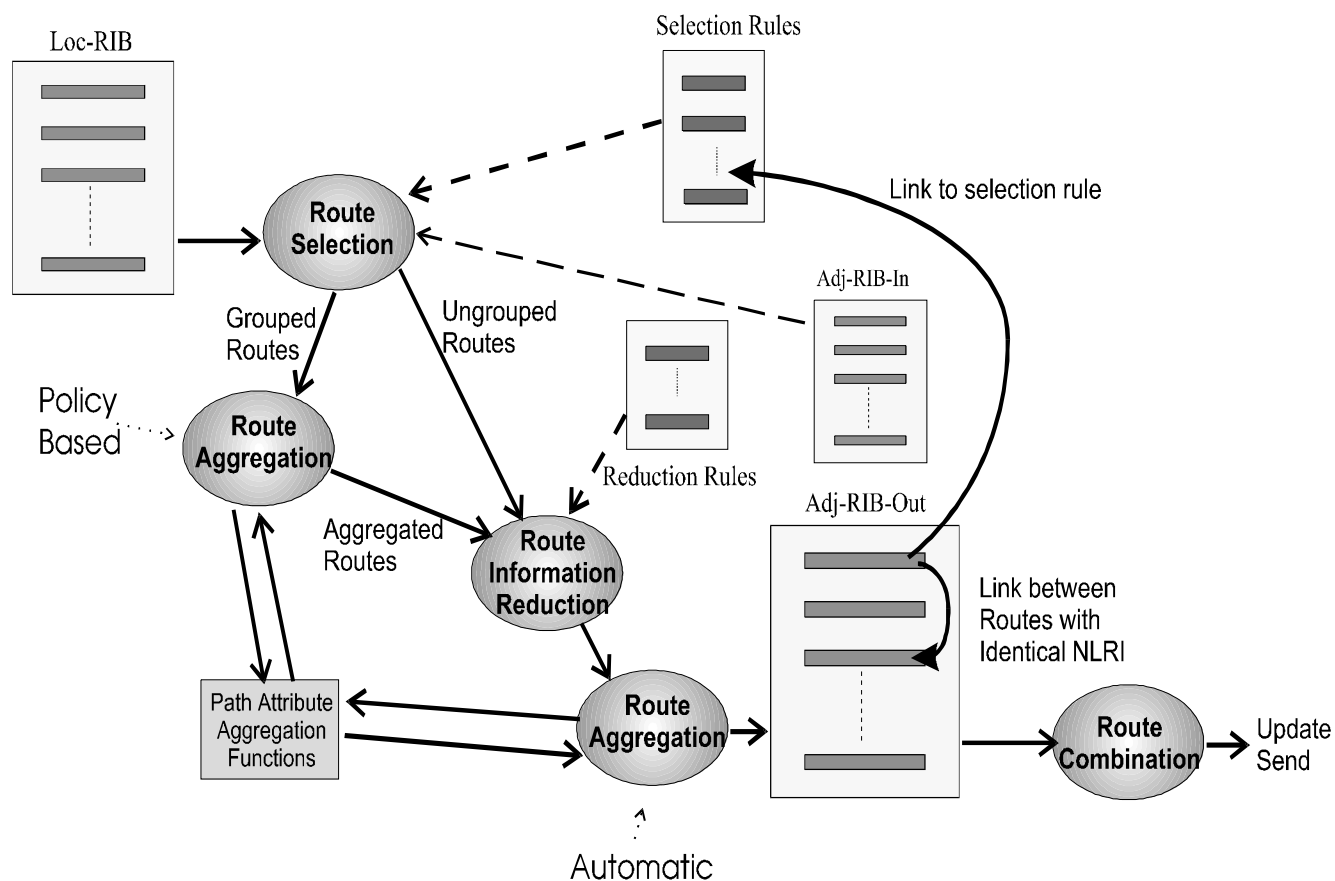 Loc-RIB
Selection Rules
Link to selection rule
Route
Selection
Adj-RIB-In
Grouped
Routes
Ungrouped
Routes
Policy
Based
Route
Aggregation
Reduction Rules
Adj-RIB-Out
Aggregated
Routes
Route
Information
Reduction
Link between
Routes with
Identical NLRI
Path Attribute
Aggregation
Functions
Route
Aggregation
Route
Combination
Update
Send
Automatic